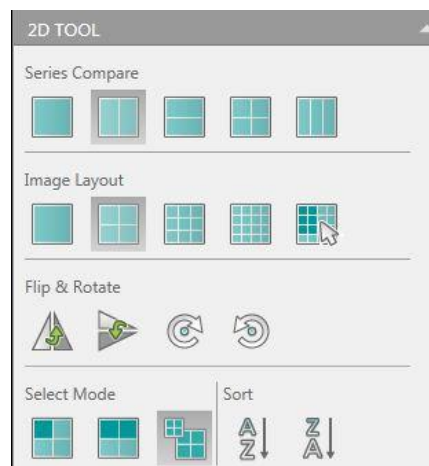 2D TOOL
Series Compare
Image Layout
Flip & Rotate
Select Mode
Sort
A
Z
Z
A